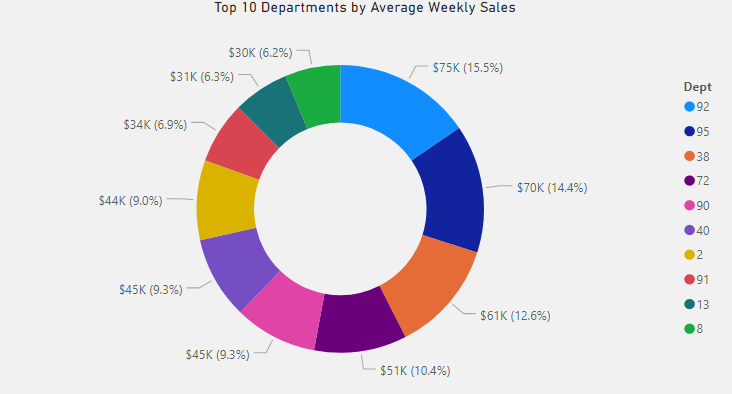 Top 10 Departments by Average Weekly Sales
$75K (15.5%)
$70K (14.4%)
$61K (12.6%)
$51K (10.4%)
$45K (9.3%)
$45K (9.3%)
$44K (9.0%)
$34K (6.9%)
$31K (6.3%)
$30K (6.2%)
Dept
92
95
38
72
90
40
2
91
13
8